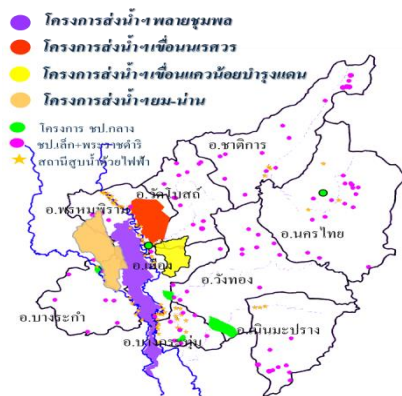 โครงการส่งน้ำฯพลายชุมพล
โครงการส่งน้ำฯเขื่อนนเรศวร
โครงการส่งน้ำฯเขื่อนแควน้อยบำรุงแดน
โครงการส่งน้ำฯยม-น่าน
โครงการ ชป.กลาง
ชป.เล็ก+พระราชดำริ
สถานีสูบน้ำด้วยไฟฟ้า
อ.ชาติการ
อ.วัดโบสถ์
อ.พรหมพิราม
อ.นครไทย
อ.เมือง
อ.วังทอง
อ.บางระกำ
อ.เนินมะปราง
อ.บางกระทุ่ม